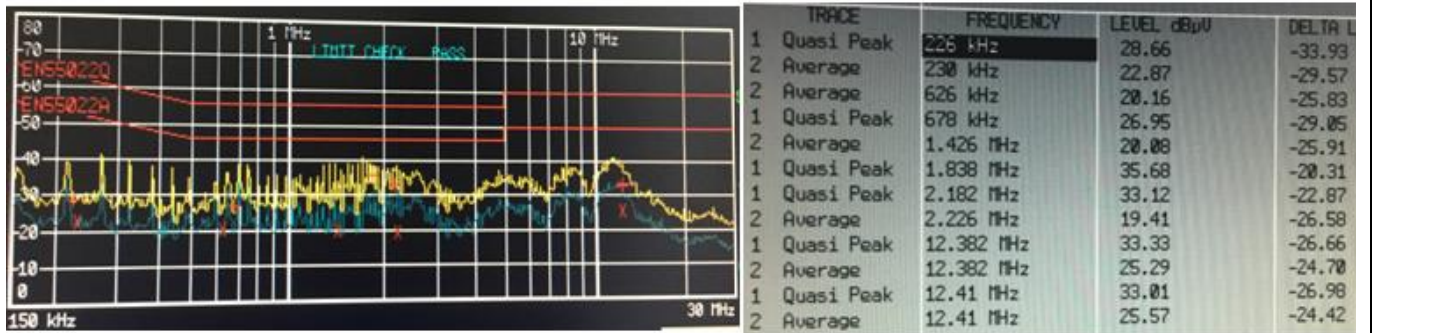 80
1 MHz
10 MHz
-70-
LIMIT CHECK PASS
EN55022Q
-60-
EN55022A
-50-
-40-
-30-
-20-
-10-
0
150 kHz
30 MHz
TRACE FREQUENCY LEVEL dBµV DELTA L
1 Quasi Peak 226 kHz 28.66 -33.93
2 Average 230 kHz 22.87 -29.57
2 Average 626 kHz 20.16 -25.83
1 Quasi Peak 678 kHz 26.95 -29.05
2 Average 1.426 MHz 20.08 -25.91
1 Quasi Peak 1.838 MHz 35.68 -20.31
1 Quasi Peak 2.182 MHz 33.12 -22.87
2 Average 2.226 MHz 19.41 -26.58
1 Quasi Peak 12.382 MHz 33.33 -26.66
2 Average 12.382 MHz 25.29 -24.70
1 Quasi Peak 12.41 MHz 33.01 -26.98
2 Average 12.41 MHz 25.57 -24.42